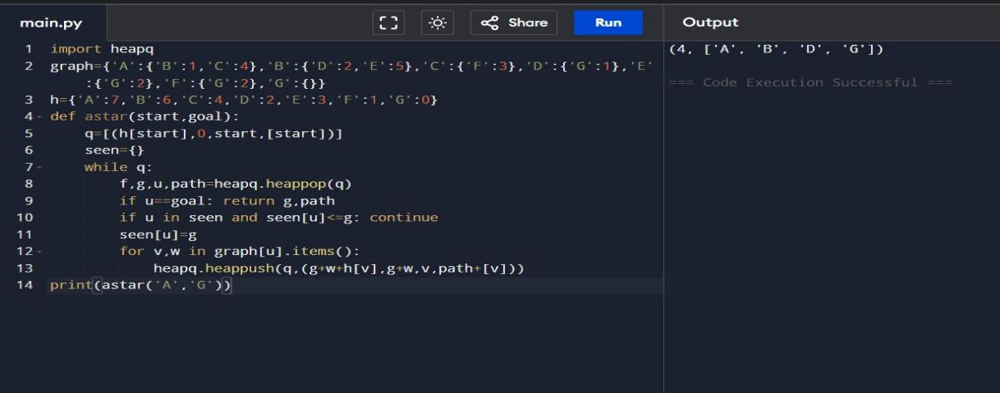 main.py Share Run Output
1 import heapq
2 graph={'A':{'B':1,'C':4},'B':{'D':2,'E':5},'C':{'F':3},'D':{'G':1},'E'
:{'G':2},'F':{'G':2},'G':{}}
3 h={'A':7,'B':6,'C':4,'D':2,'E':3,'F':1,'G':0}
4 def astar(start,goal):
5 q=[(h[start],0,start,[start])]
6 seen={}
7 while q:
8 f,g,u,path=heapq.heappop(q)
9 if u==goal: return g,path
10 if u in seen and seen[u]<=g: continue
11 seen[u]=g
12 for v,w in graph[u].items():
13 heapq.heappush(q,(g+w+h[v],g+w,v,path+[v]))
14 print(astar('A','G'))
(4, ['A', 'B', 'D', 'G'])
=== Code Execution Successful ===